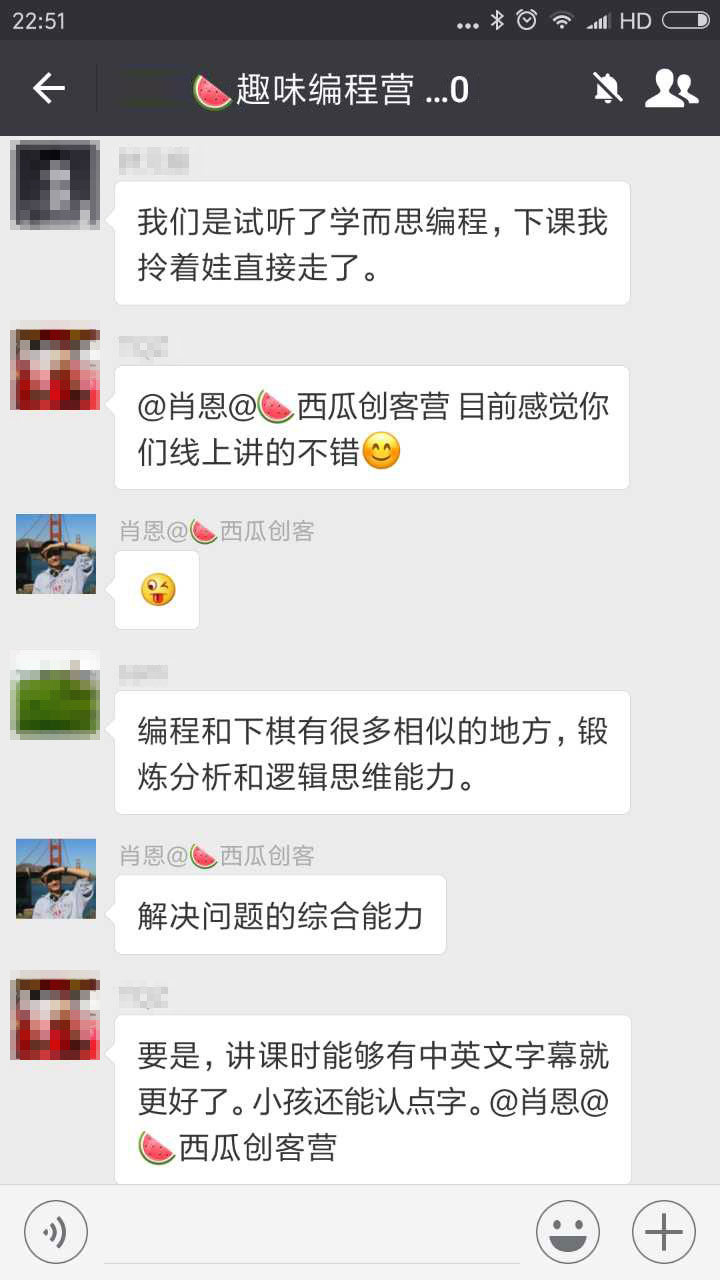 22:51
... HD
🍉趣味编程营 ...0
我们是试听了学而思编程，下课我
拎着娃直接走了。
@肖恩@🍉西瓜创客营 目前感觉你
们线上讲的不错😊
肖恩@🍉西瓜创客
😜
编程和下棋有很多相似的地方，锻
炼分析和逻辑思维能力。
肖恩@🍉西瓜创客
解决问题的综合能力
要是，讲课时能够有中英文字幕就
更好了。小孩还能认点字。@肖恩@
🍉西瓜创客营